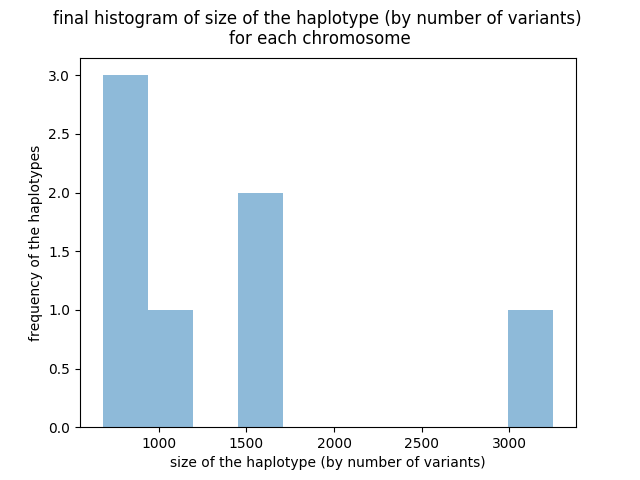 final histogram of size of the haplotype (by number of variants)
for each chromosome
3.0
2.5
2.0
1.5
1.0
0.5
0.0
frequency of the haplotypes
1000 1500 2000 2500 3000
size of the haplotype (by number of variants)